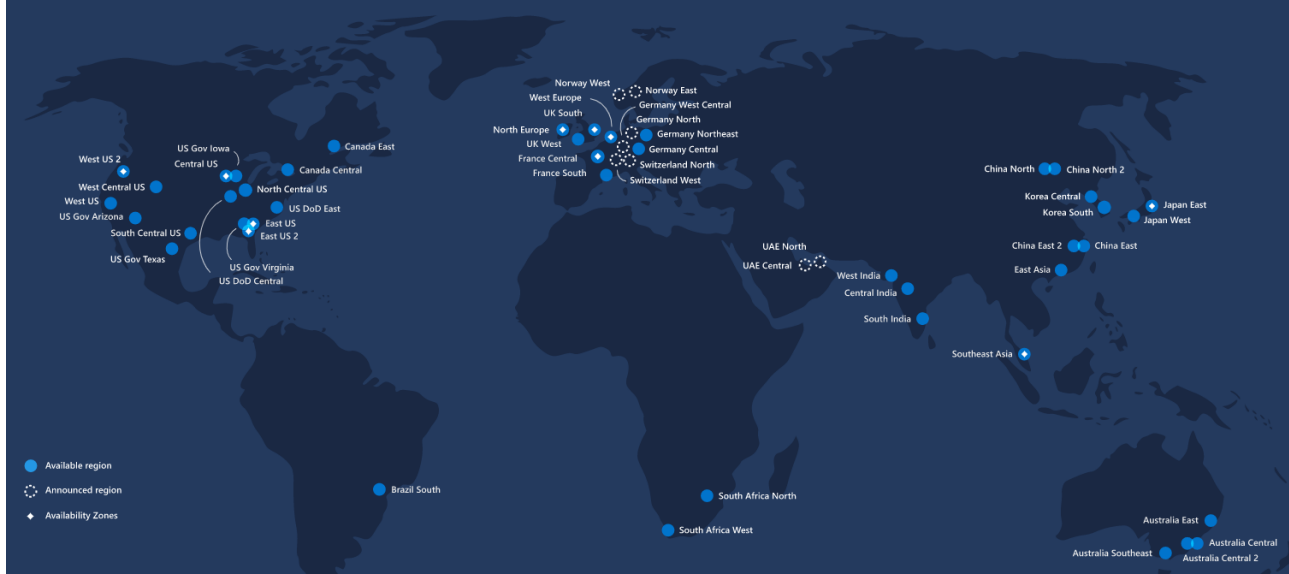 Norway West
Norway East
West Europe
Germany West Central
UK South
Germany North
North Europe
Germany Northeast
UK West
Germany Central
France Central
Switzerland North
France South
Switzerland West
US Gov Iowa
Canada East
Central US
West US 2
Canada Central
West Central US
North Central US
West US
US DoD East
US Gov Arizona
East US
South Central US
East US 2
US Gov Texas
US Gov Virginia
US DoD Central
China North
China North 2
Korea Central
Japan East
Korea South
Japan West
UAE North
China East 2
China East
UAE Central
East Asia
West India
Central India
South India
Southeast Asia
Available region
Announced region
Availability Zones
Brazil South
South Africa North
South Africa West
Australia East
Australia Central
Australia Southeast
Australia Central 2